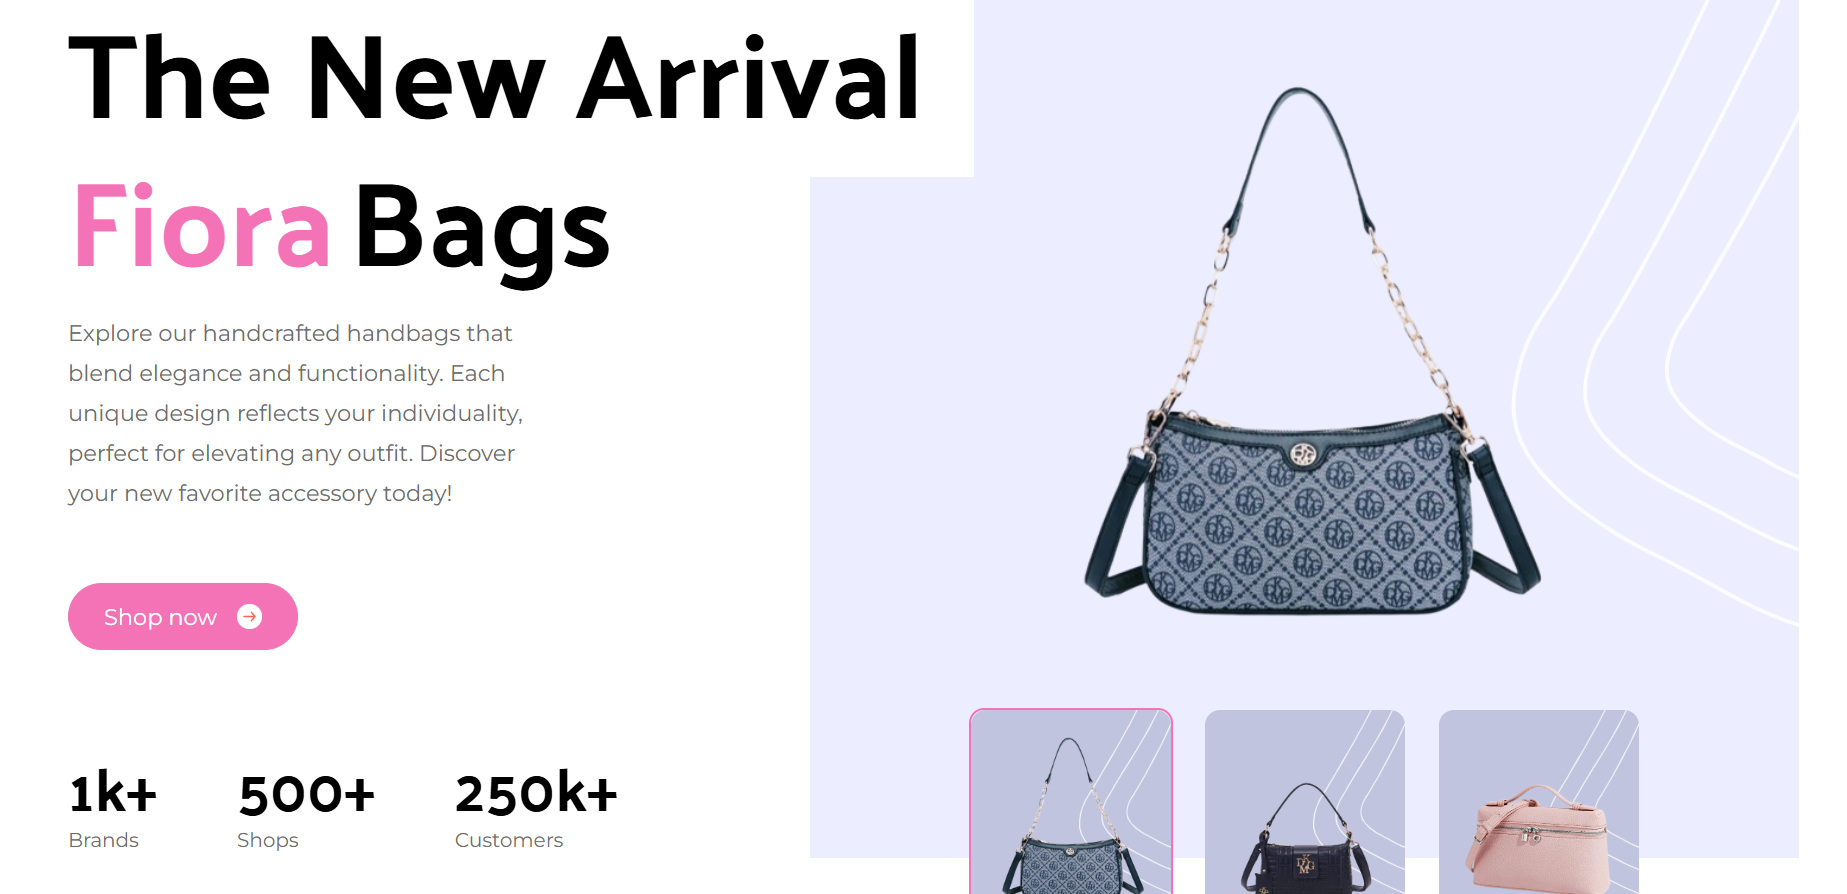 The New Arrival
Fiora Bags
Explore our handcrafted handbags that
blend elegance and functionality. Each
unique design reflects your individuality,
perfect for elevating any outfit. Discover
your new favorite accessory today!
Shop now
1k+ 500+ 250k+
Brands Shops Customers